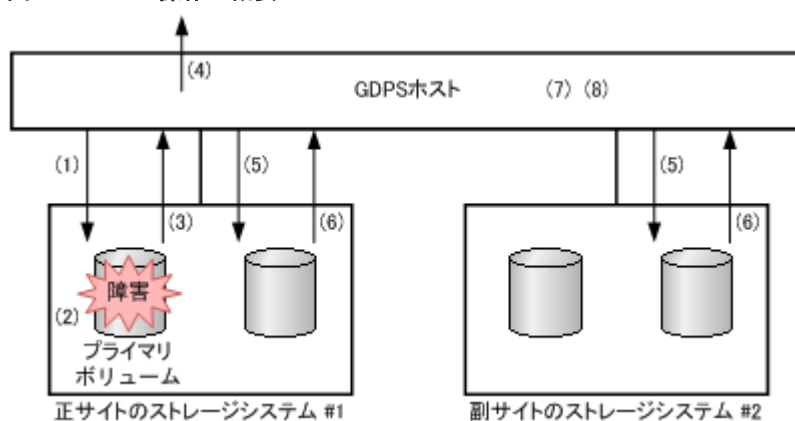 (4)
GDPSホスト
(7) (8)
(1)
(5)
(5)
(3)
(6)
(6)
障害
(2)
プライマリ
ボリューム
正サイトのストレージシステム #1
副サイトのストレージシステム #2